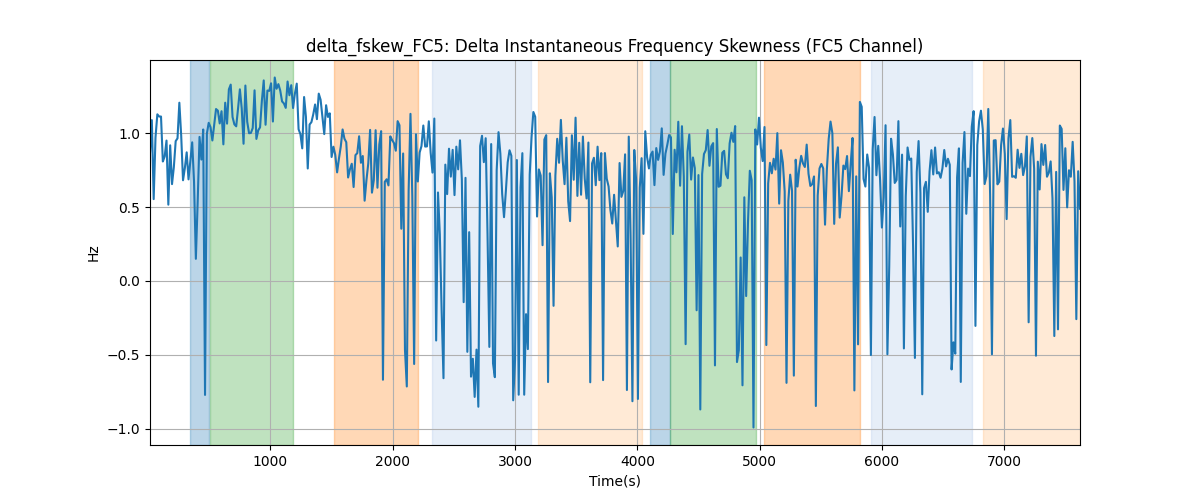 delta_fskew_FC5: Delta Instantaneous Frequency Skewness (FC5 Channel)
1.0
0.5
0.0
−0.5
−1.0
Hz
1000 2000 3000 4000 5000 6000 7000
Time(s)